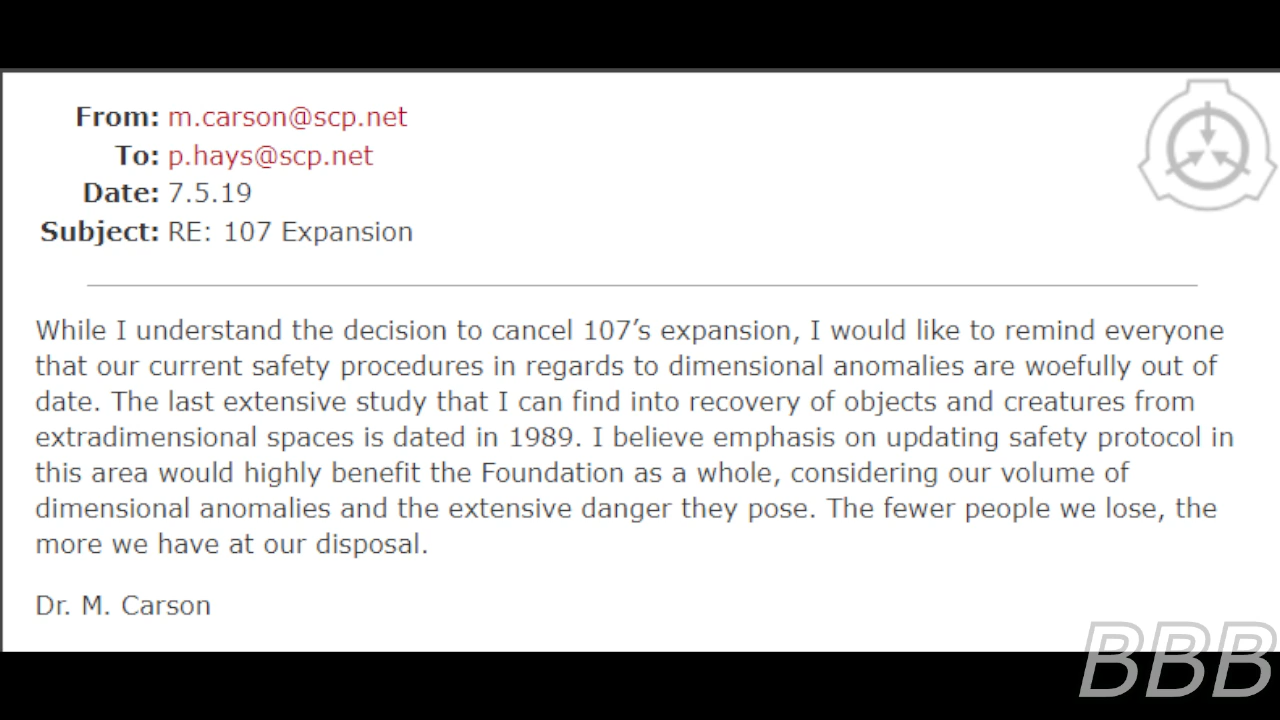 From: m.carson@scp.net
To: p.hays@scp.net
Date: 7.5.19
Subject: RE: 107 Expansion
While I understand the decision to cancel 107’s expansion, I would like to remind everyone
that our current safety procedures in regards to dimensional anomalies are woefully out of
date. The last extensive study that I can find into recovery of objects and creatures from
extradimensional spaces is dated in 1989. I believe emphasis on updating safety protocol in
this area would highly benefit the Foundation as a whole, considering our volume of
dimensional anomalies and the extensive danger they pose. The fewer people we lose, the
more we have at our disposal.
Dr. M. Carson
BBB